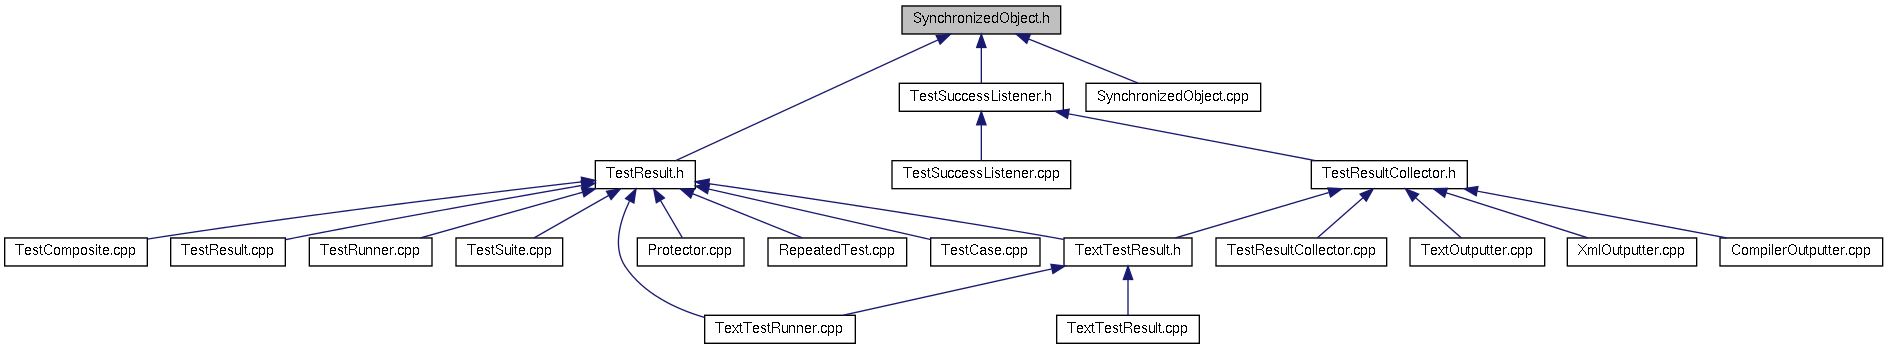 SynchronizedObject.h
TestSuccessListener.h
SynchronizedObject.cpp
TestResult.h
TestSuccessListener.cpp
TestResultCollector.h
TestComposite.cpp
TestResult.cpp
TestRunner.cpp
TestSuite.cpp
Protector.cpp
RepeatedTest.cpp
TestCase.cpp
TextTestResult.h
TestResultCollector.cpp
TextOutputter.cpp
XmlOutputter.cpp
CompilerOutputter.cpp
TextTestRunner.cpp
TextTestResult.cpp